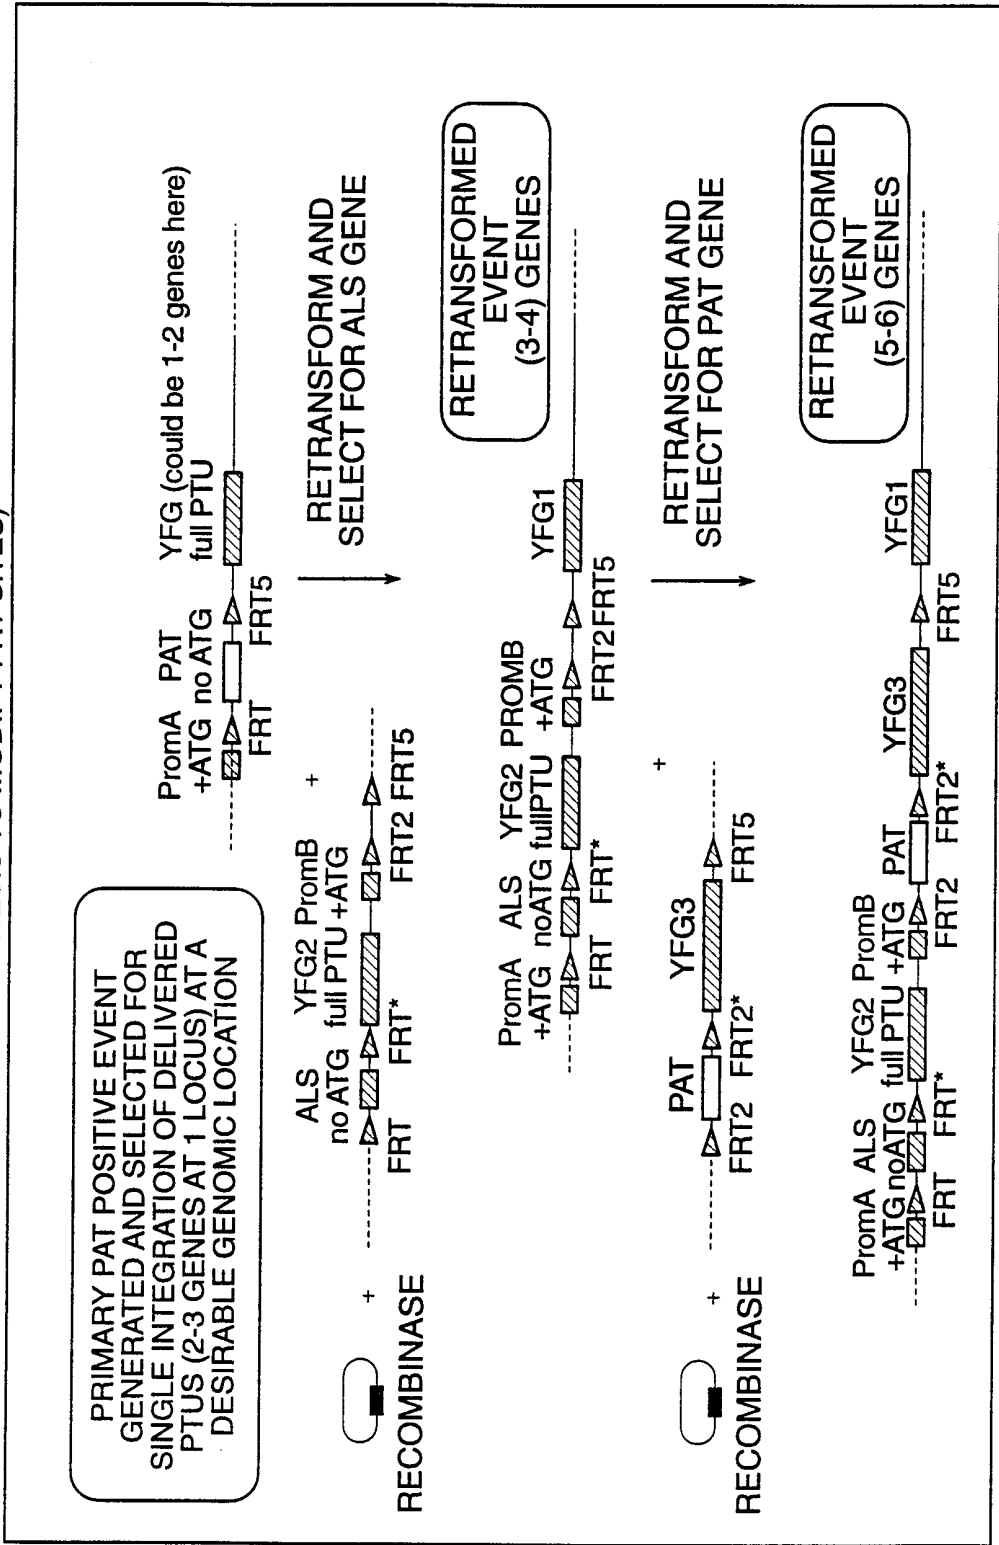 PRIMARY PAT POSITIVE EVENT
GENERATED AND SELECTED FOR
SINGLE INTEGRATION OF DELIVERED
PTUS (2-3 GENES AT 1 LOCUS) AT A
DESIRABLE GENOMIC LOCATION
PromA PAT
+ATG no ATG
YFG (could be 1-2 genes here)
full PTU
FRT
FRT5
RECOMBINASE
+
ALS
no ATG
YFG2 PromB
full PTU +ATG
FRT
FRT*
FRT2 FRT5
+
RETRANSFORM AND
SELECT FOR ALS GENE
PromA ALS YFG2 PROMB
+ATG noATG fullPTU +ATG
YFG1
FRT
FRT*
FRT2 FRT5
RETRANSFORMED
EVENT
(3-4) GENES
RECOMBINASE
+
PAT
YFG3
FRT2 FRT2*
FRT5
+
RETRANSFORM AND
SELECT FOR PAT GENE
PromA ALS YFG2 PromB
+ATG noATG full PTU +ATG
PAT
YFG3
YFG1
FRT
FRT*
FRT2
FRT2*
FRT5
RETRANSFORMED
EVENT
(5-6) GENES